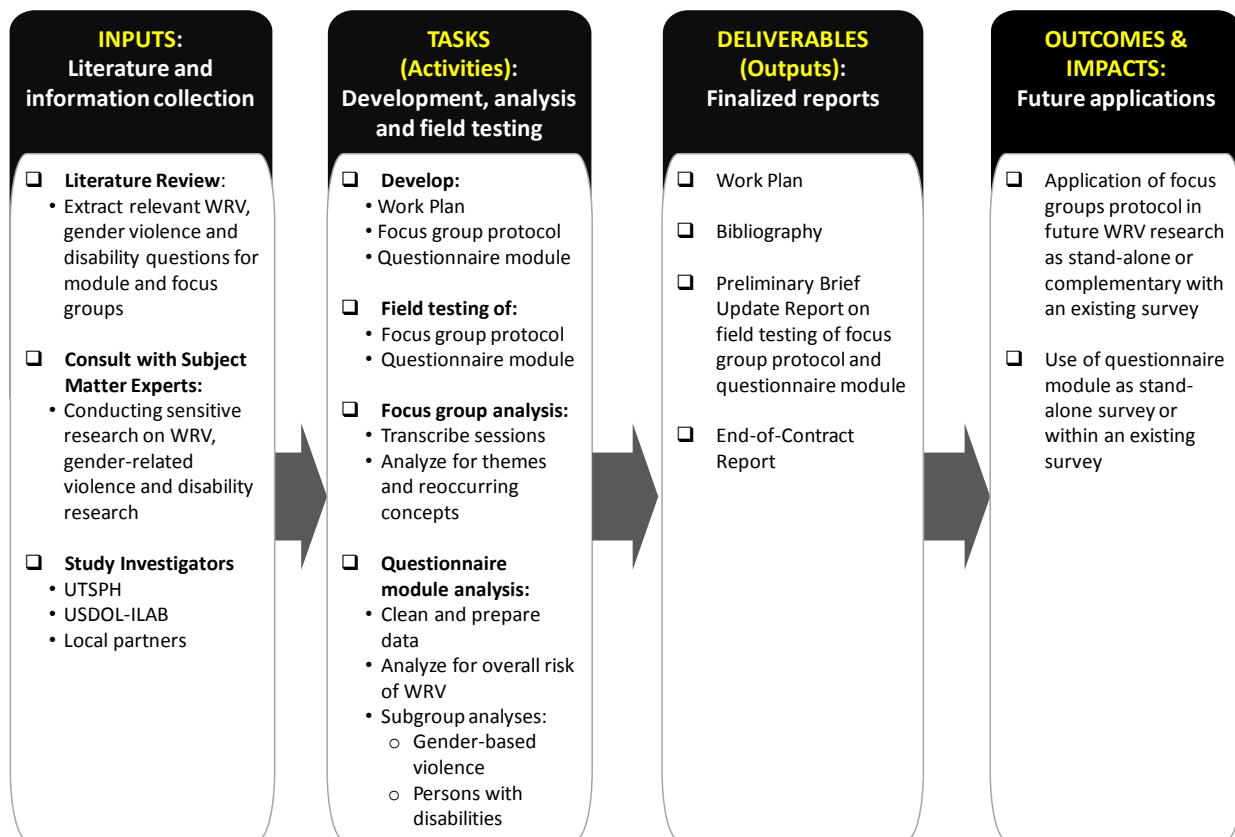 INPUTS:
Literature and
information collection
❑ Literature Review:
• Extract relevant WRV,
gender violence and
disability questions for
module and focus
groups
❑ Consult with Subject
Matter Experts:
• Conducting sensitive
research on WRV,
gender-related
violence and disability
research
❑ Study Investigators
• UTSPH
• USDOL-ILAB
• Local partners
TASKS
(Activities):
Development, analysis
and field testing
❑ Develop:
• Work Plan
• Focus group protocol
• Questionnaire module
❑ Field testing of:
• Focus group protocol
• Questionnaire module
❑ Focus group analysis:
• Transcribe sessions
• Analyze for themes
and reoccurring
concepts
❑ Questionnaire
module analysis:
• Clean and prepare
data
• Analyze for overall risk
of WRV
• Subgroup analyses:
o Gender-based
violence
o Persons with
disabilities
DELIVERABLES
(Outputs):
Finalized reports
❑ Work Plan
❑ Bibliography
❑ Preliminary Brief
Update Report on
field testing of focus
group protocol and
questionnaire module
❑ End-of-Contract
Report
OUTCOMES &
IMPACTS:
Future applications
❑ Application of focus
groups protocol in
future WRV research
as stand-alone or
complementary with
an existing survey
❑ Use of questionnaire
module as stand-
alone survey or
within an existing
survey